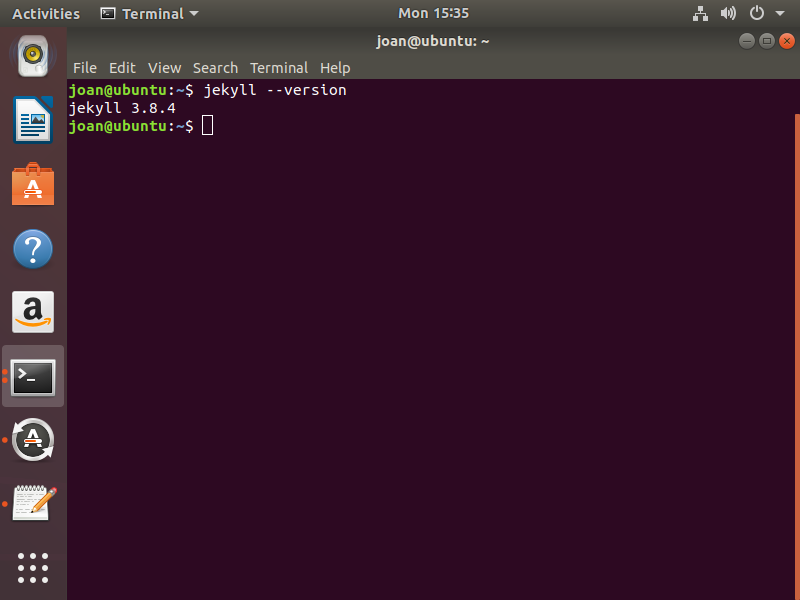 Activities Terminal Mon 15:35
joan@ubuntu: ~
File Edit View Search Terminal Help
joan@ubuntu:~$ jekyll --version
jekyll 3.8.4
joan@ubuntu:~$